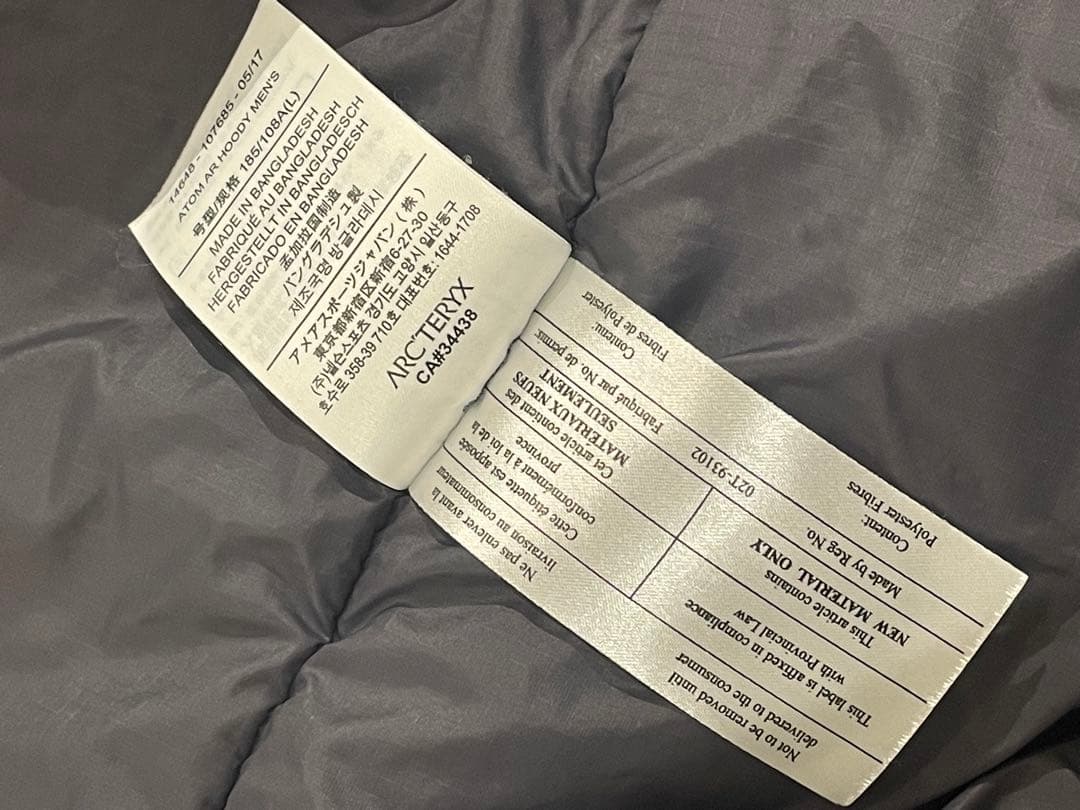 14648 - 107685 - 05/17
ATOM AR HOODY MEN'S
号型/规格 185/108A(L)
MADE IN BANGLADESH
FABRIQUÉ AU BANGLADESH
HERGESTELLT IN BANGLADESCH
FABRICADO EN BANGLADESH
孟加拉国制造
バングラデシュ製
제조국명 방글라데시
アメアスポーツジャパン(株)
東京都新宿区新宿6-27-30
(주)넬슨스포츠 경기도 고양시 일산동구
호수로 358-39 710호 대표번호: 1644-1708
ARC'TERYX
CA#34438
Not to be removed until
delivered to the consumer
This label is affixed in compliance
with Provincial Law
This article contains
NEW MATERIAL ONLY
Made by Reg No.
Content:
Polyester Fibres
02T-93102
Ne pas enlever avant la
livraison au consommateur
Cette étiquette est apposée
conformément à la loi de la
province
Cet article contient des
MATÉRIAUX NEUFS
SEULEMENT
Fabriqué par No. de permis
Contenu:
Fibres de Polyester